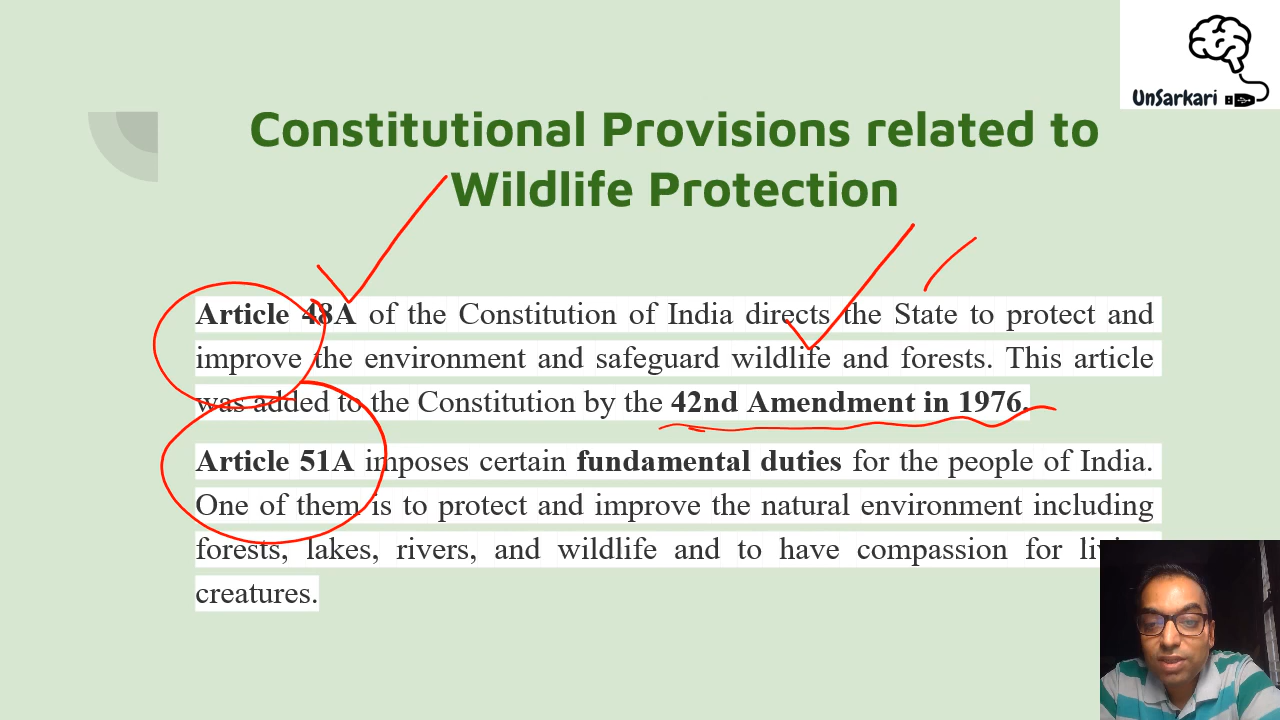 UnSarkari
Constitutional Provisions related to
Wildlife Protection
Article 48A of the Constitution of India directs the State to protect and
improve the environment and safeguard wildlife and forests. This article
was added to the Constitution by the 42nd Amendment in 1976.
Article 51A imposes certain fundamental duties for the people of India.
One of them is to protect and improve the natural environment including
forests, lakes, rivers, and wildlife and to have compassion for
creatures.